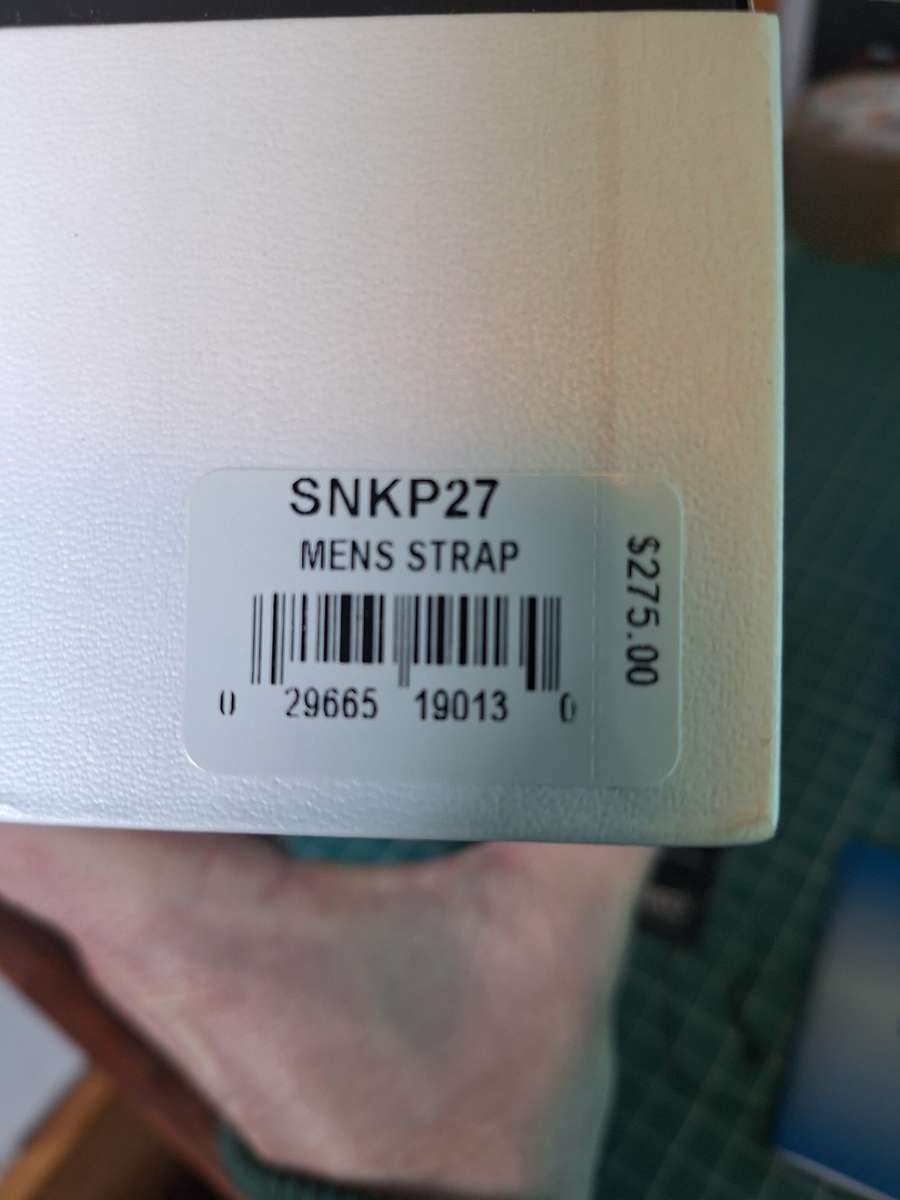 SNKP27
MENS STRAP
0 29665 19013 0
$275.00